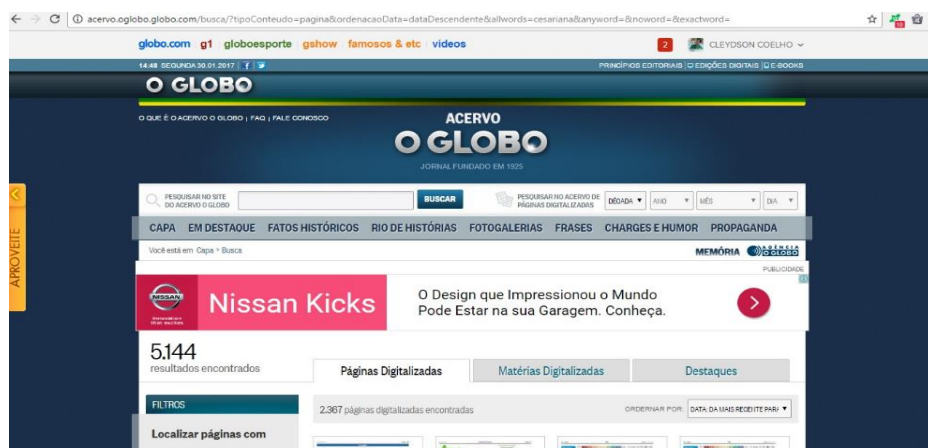 acervo.oglobo.globo.com/busca/?tipoConteudo=pagina&ordenacaoData=dataDescendente&allwords=cesariana&anyword=&noword=&exactword=
globo.com g1 globoesporte gshow famosos & etc vídeos 2 CLEYDSON COELHO
14:48 SEGUNDA 30.01.2017 PRINCÍPIOS EDITORIAIS EDIÇÕES DIGITAIS E-BOOKS
O GLOBO
O QUE É O ACERVO O GLOBO | FAQ | FALE CONOSCO
ACERVO
O GLOBO
JORNAL FUNDADO EM 1925
PESQUISAR NO SITE DO ACERVO O GLOBO BUSCAR PESQUISAR NO ACERVO DE PÁGINAS DIGITALIZADAS DÉCADA ANO MÊS DIA
CAPA EM DESTAQUE FATOS HISTÓRICOS RIO DE HISTÓRIAS FOTOGALERIAS FRASES CHARGES E HUMOR PROPAGANDA
Você está em Capa > Busca MEMÓRIA AGÊNCIA O GLOBO
APROVEITE
PUBLICIDADE
NISSAN
Nissan Kicks
O Design que Impressionou o Mundo
Pode Estar na sua Garagem. Conheça.
5.144
resultados encontrados
Páginas Digitalizadas Matérias Digitalizadas Destaques
FILTROS
2.367 páginas digitalizadas encontradas ORDERNAR POR: DATA: DA MAIS RECENTE PAR
Localizar páginas com